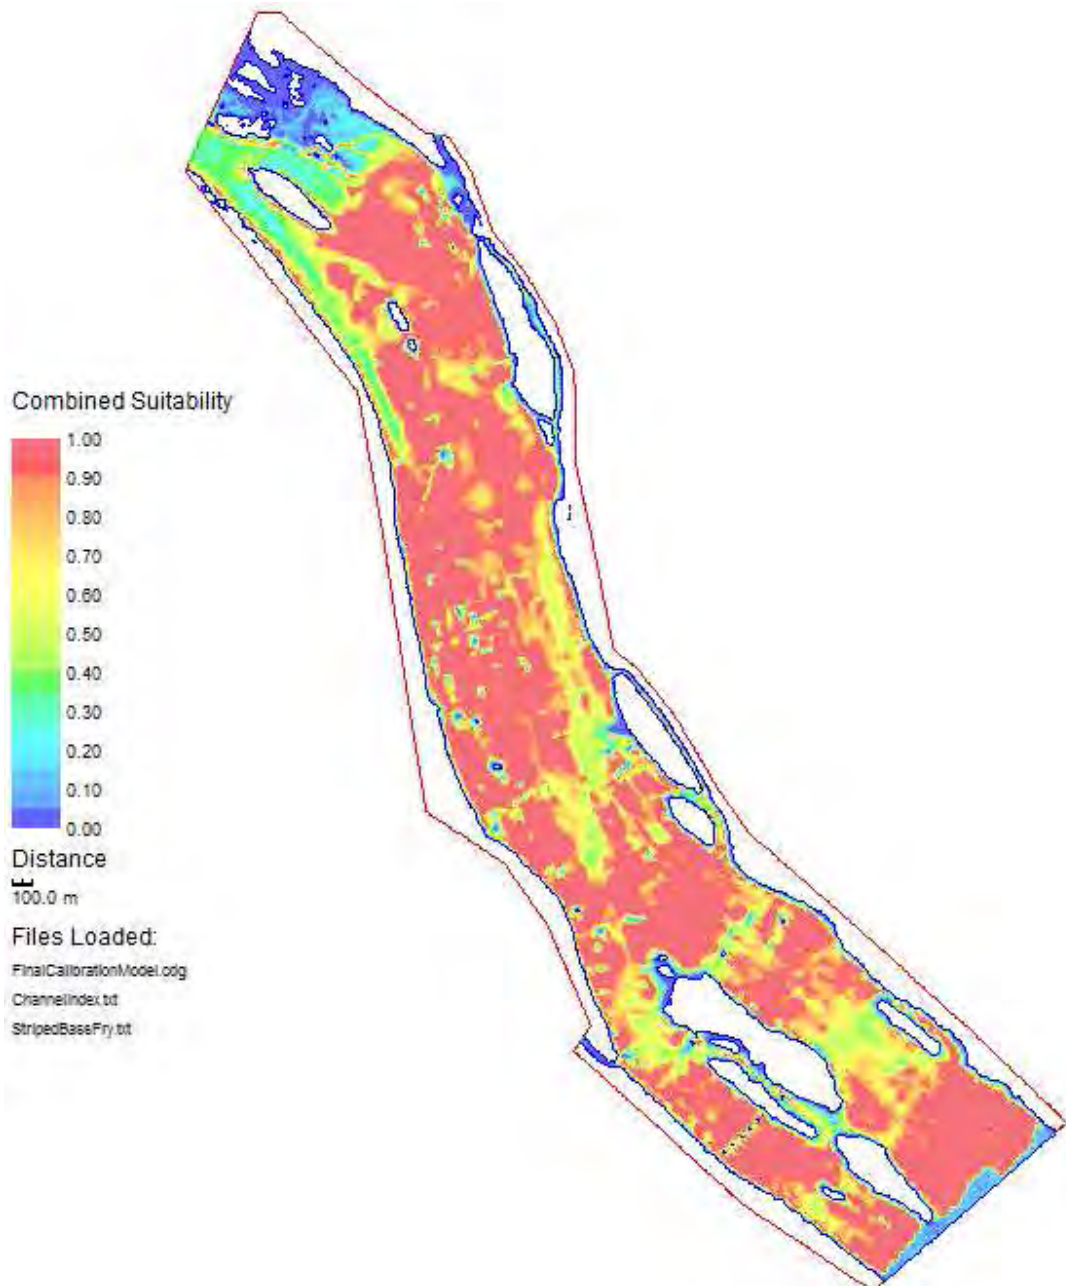 Combined Suitability
1.00
0.90
0.80
0.70
0.60
0.50
0.40
0.30
0.20
0.10
0.00
Distance
100.0 m
Files Loaded:
FinalCalibrationModel.cdg
ChannelIndex.txt
StripedBassFry.txt